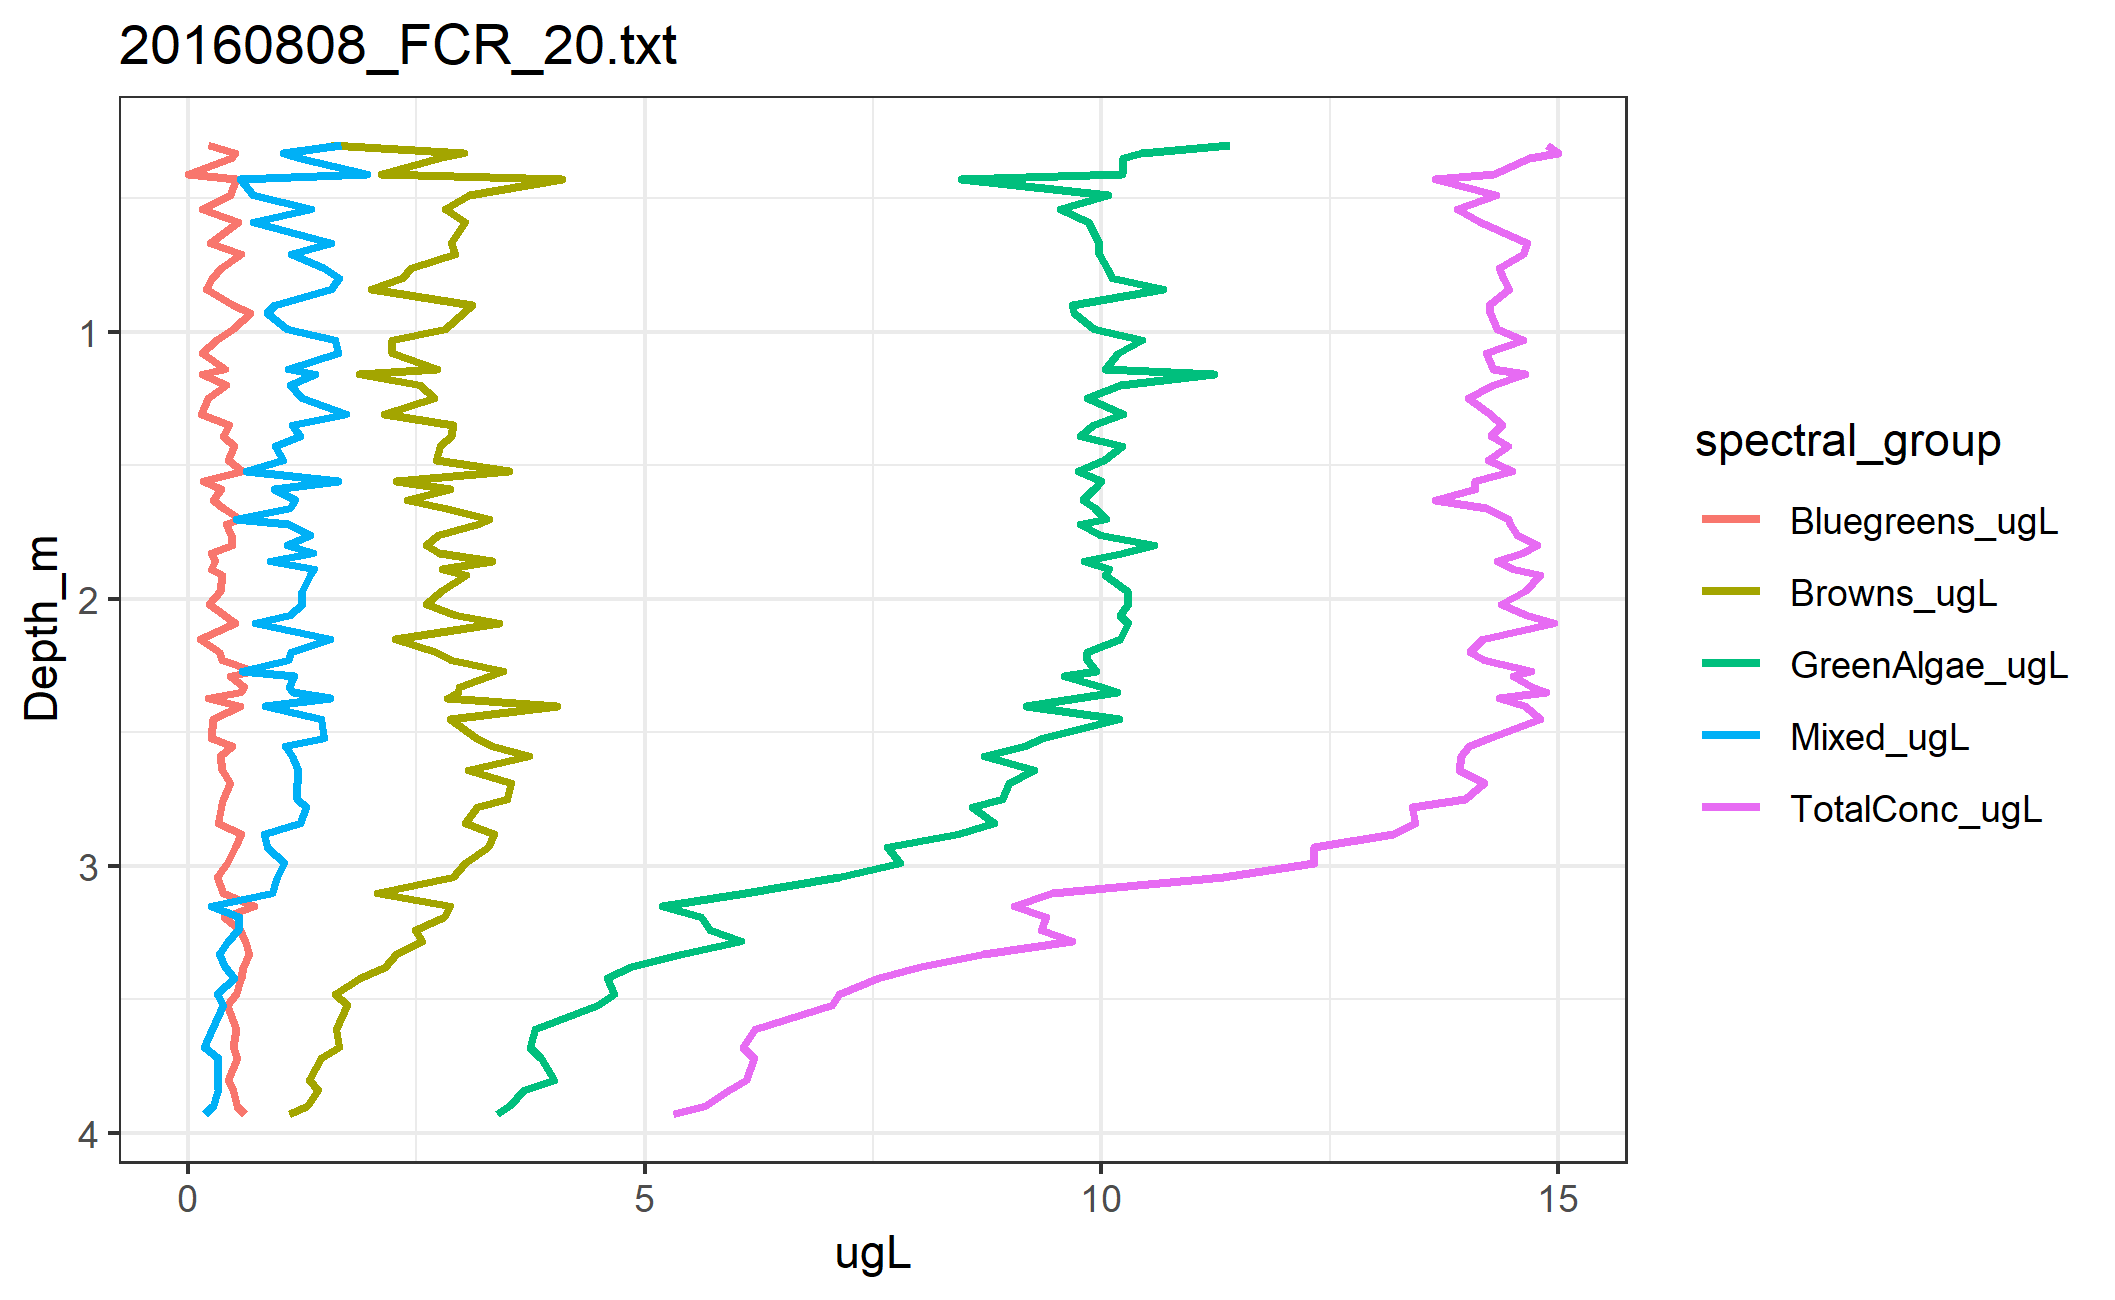 20160808_FCR_20.txt
Depth_m
1
2
3
4
0
5
10
15
ugL
spectral_group
Bluegreens_ugL
Browns_ugL
GreenAlgae_ugL
Mixed_ugL
TotalConc_ugL